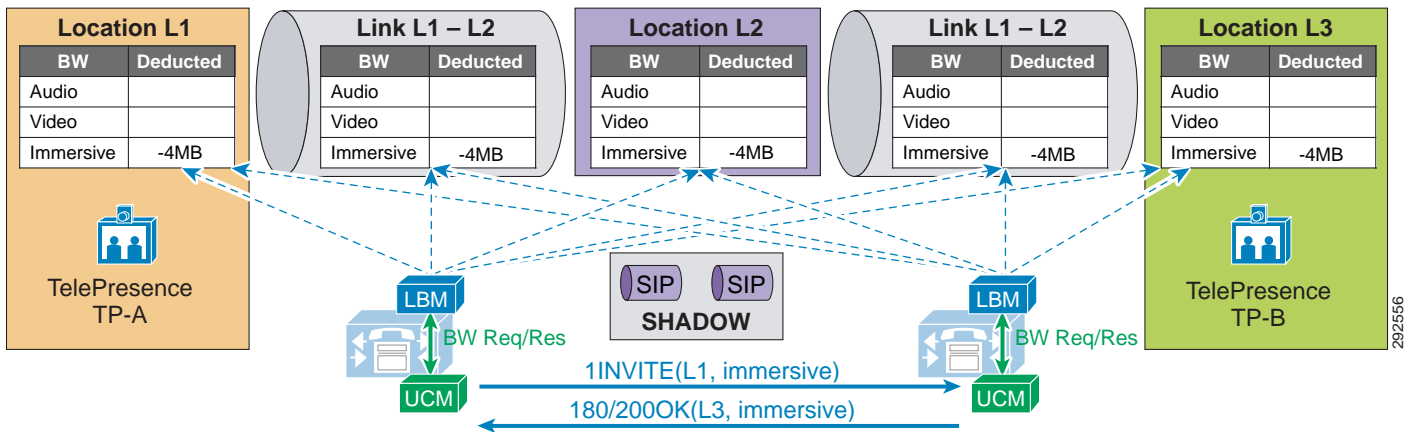 Location L1
BW Deducted
Audio
Video
Immersive -4MB
TelePresence
TP-A
Link L1 – L2
BW Deducted
Audio
Video
Immersive -4MB
Location L2
BW Deducted
Audio
Video
Immersive -4MB
Link L1 – L2
BW Deducted
Audio
Video
Immersive -4MB
Location L3
BW Deducted
Audio
Video
Immersive -4MB
TelePresence
TP-B
LBM
BW Req/Res
UCM
SIP SIP
SHADOW
LBM
BW Req/Res
UCM
1INVITE(L1, immersive)
180/200OK(L3, immersive)
292556